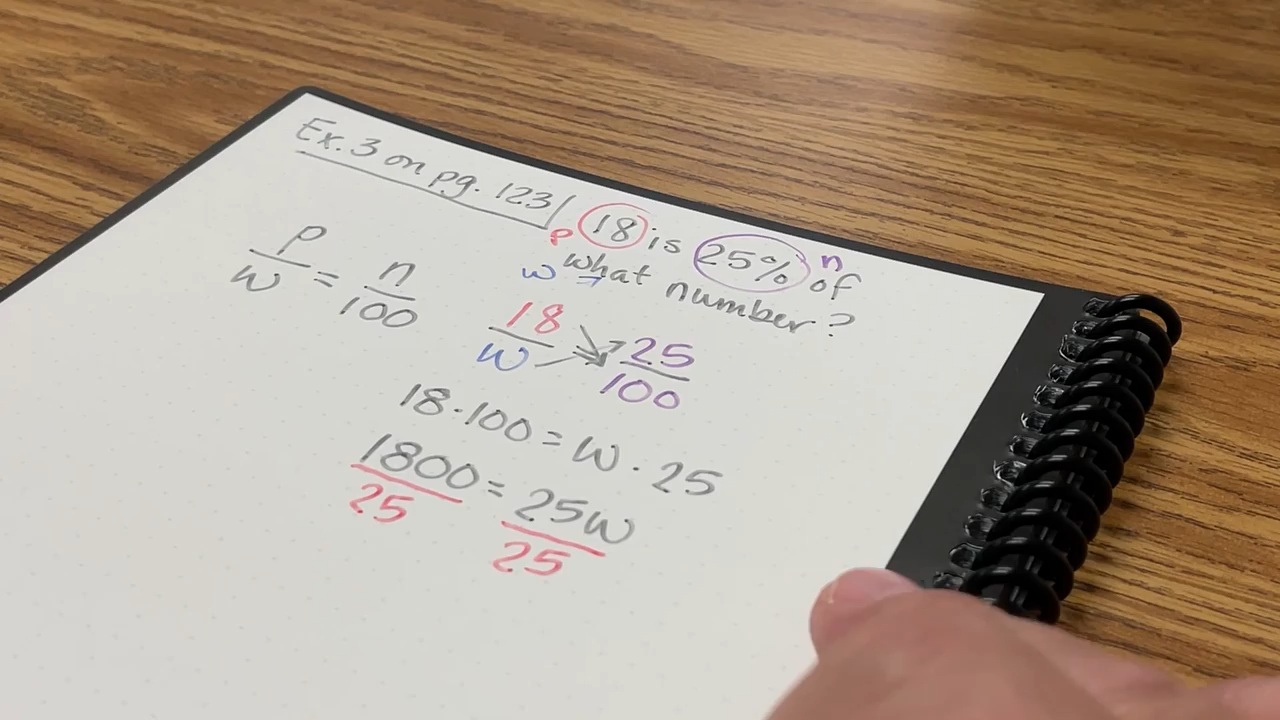 Ex. 3 on pg. 123/ 18 is 25% of
p n
w what number?
p/w = n/100
18/w = 25/100
18·100 = w·25
1800 = 25w
25 25